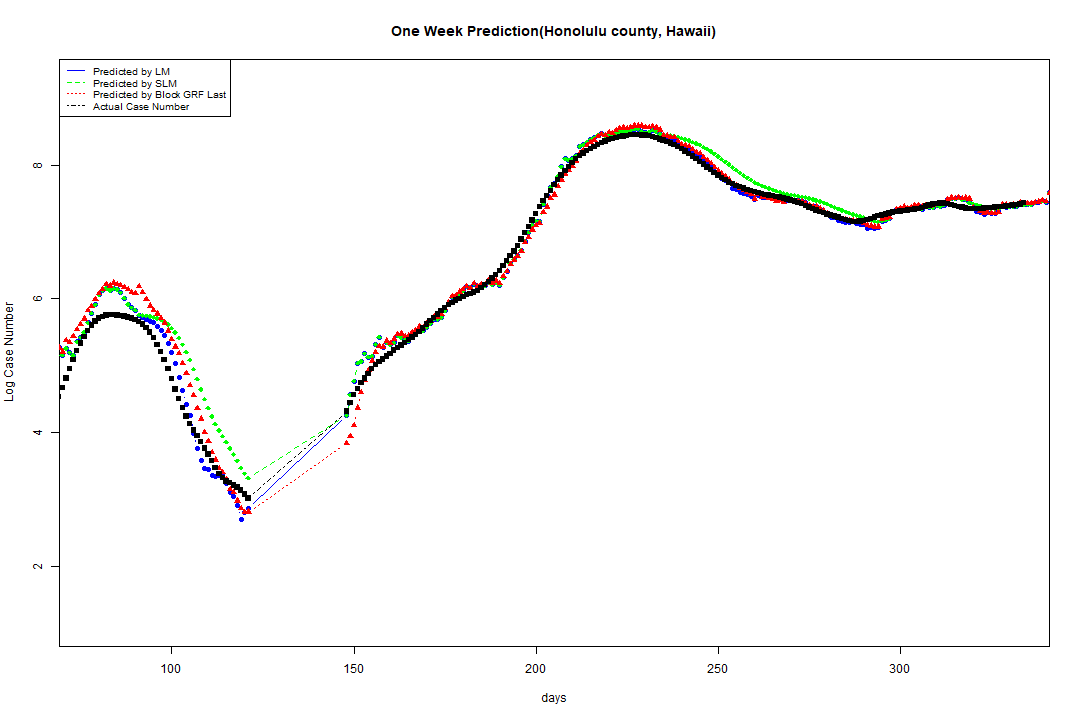 One Week Prediction(Honolulu county, Hawaii)
Predicted by LM
Predicted by SLM
Predicted by Block GRF Last
Actual Case Number
8
6
4
2
Log Case Number
100 150 200 250 300
days